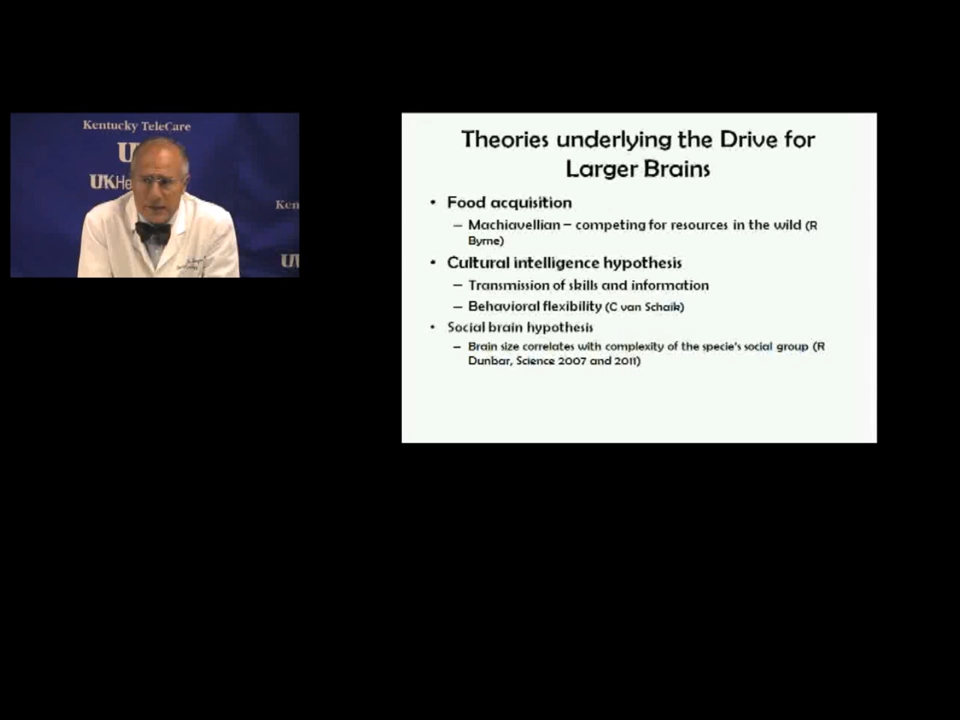 Kentucky TeleCare
UKHe
Ken
Theories underlying the Drive for
Larger Brains
• Food acquisition
– Machiavellian – competing for resources in the wild (R
Byrne)
• Cultural intelligence hypothesis
– Transmission of skills and information
– Behavioral flexibility (C van Schaik)
• Social brain hypothesis
– Brain size correlates with complexity of the specie's social group (R
Dunbar, Science 2007 and 2011)